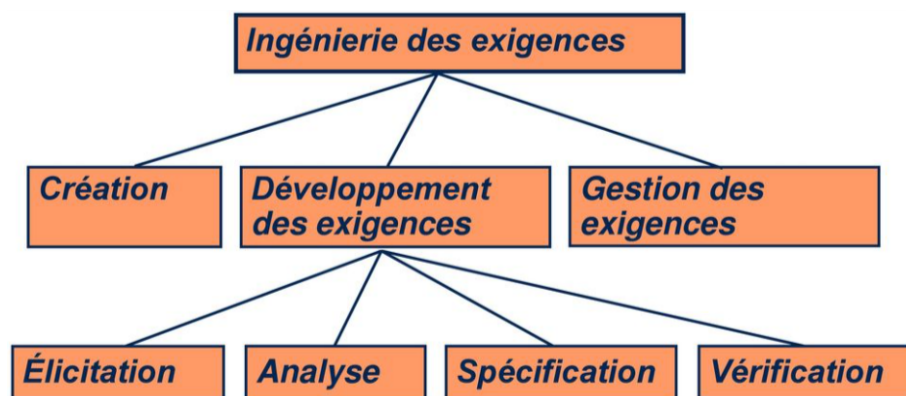 Ingénierie des exigences
Création
Développement
des exigences
Gestion des
exigences
Élicitation
Analyse
Spécification
Vérification